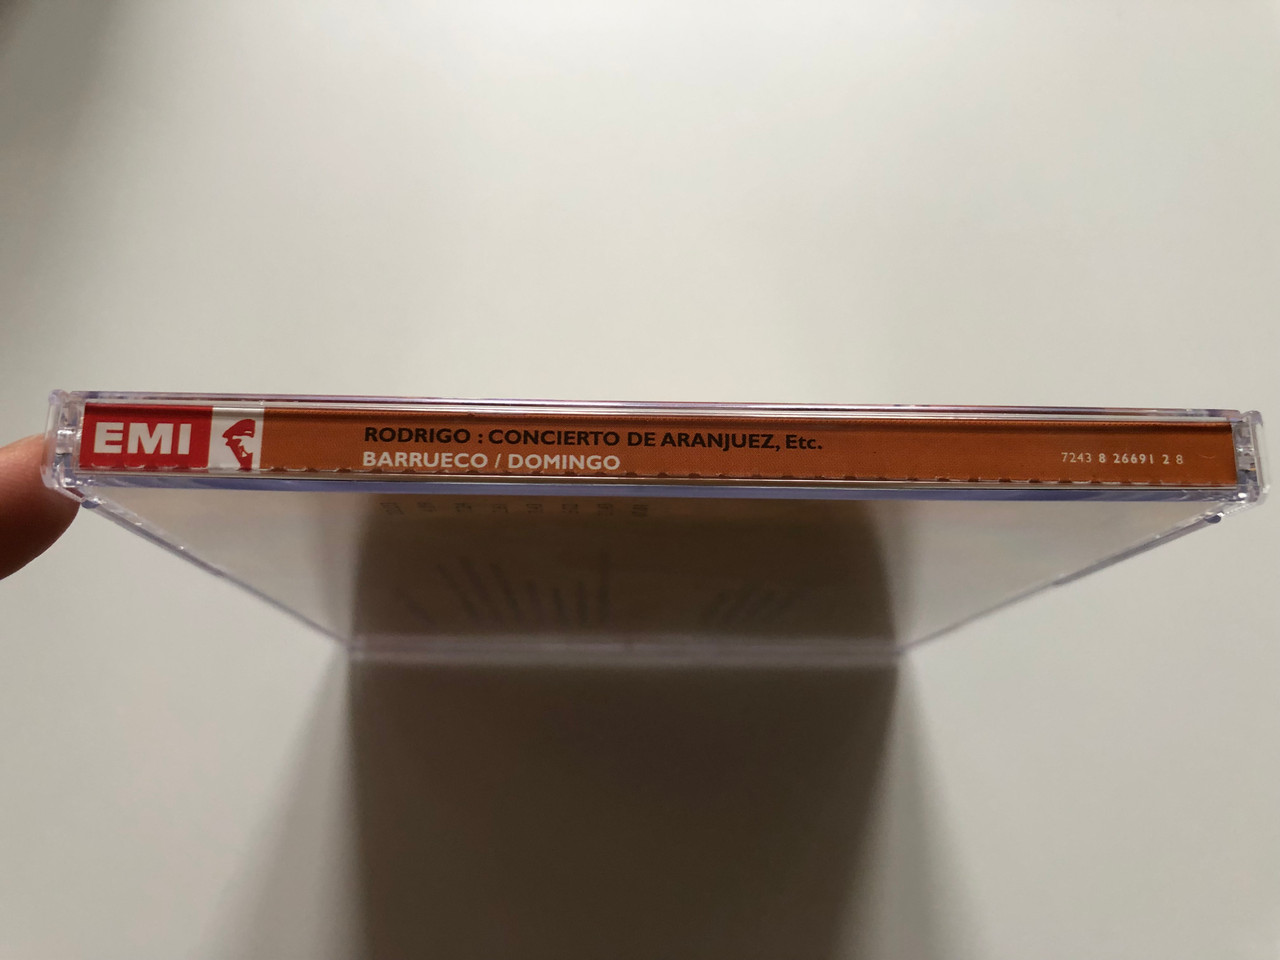 EMI
RODRIGO : CONCIERTO DE ARANJUEZ, Etc.
BARRUECO / DOMINGO
7243 8 26691 2 8